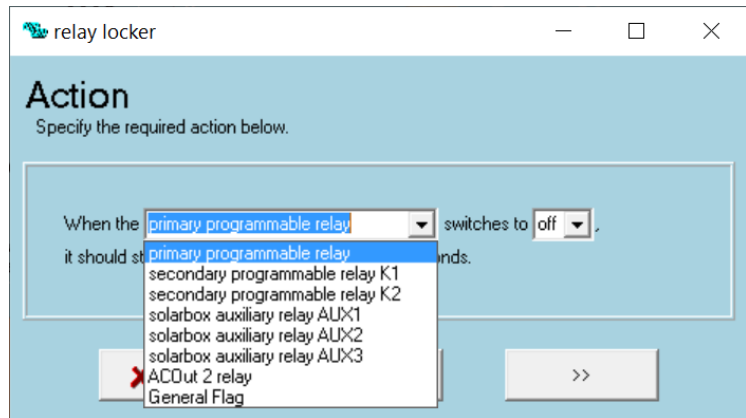 relay locker
Action
Specify the required action below.
When the primary programmable relay switches to off ,
it should st
nds.
primary programmable relay
secondary programmable relay K1
secondary programmable relay K2
solarbox auxiliary relay AUX1
solarbox auxiliary relay AUX2
solarbox auxiliary relay AUX3
ACOut 2 relay
General Flag
>>